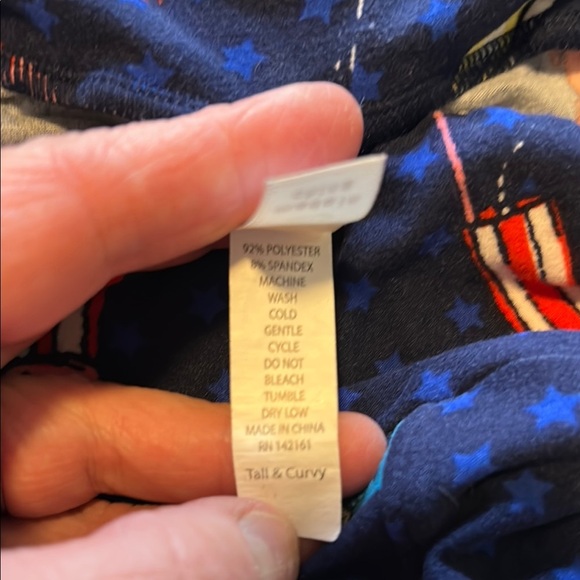 92% POLYESTER
8% SPANDEX
MACHINE
WASH
COLD
GENTLE
CYCLE
DO NOT
BLEACH
TUMBLE
DRY LOW
MADE IN CHINA
RN 142161
Tall & Curvy